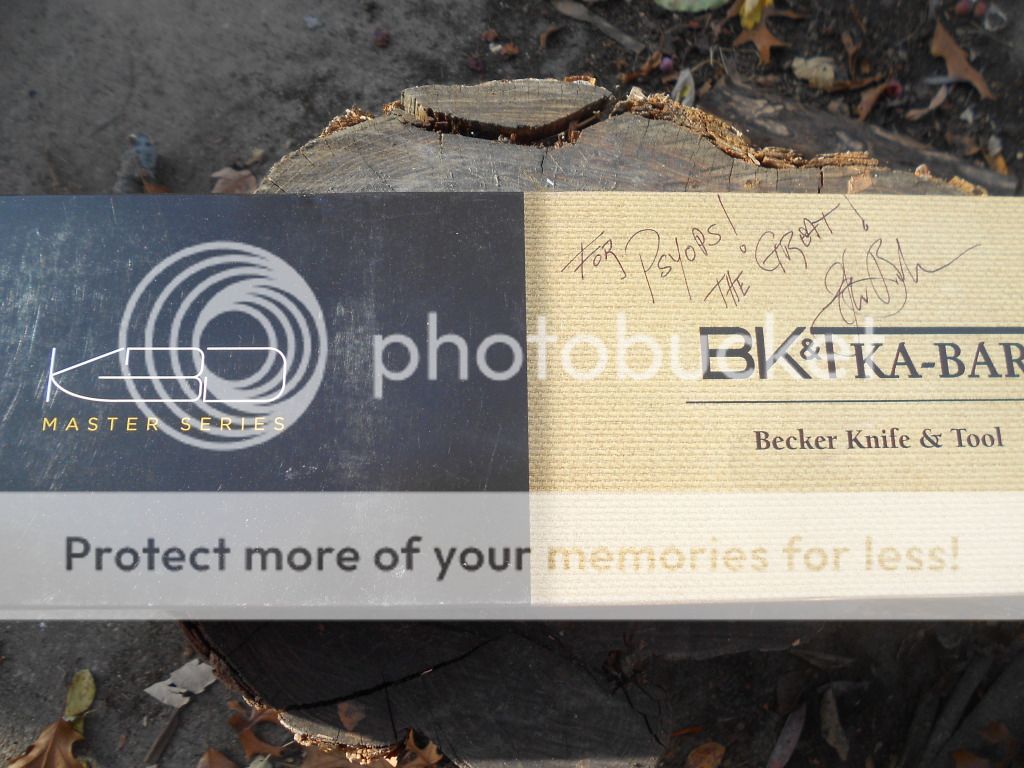 FOR PSYOPS!
THE GREAT!
BK&T KA-BAR
KBD
MASTER SERIES
Becker Knife & Tool
photobucket
Protect more of your memories for less!